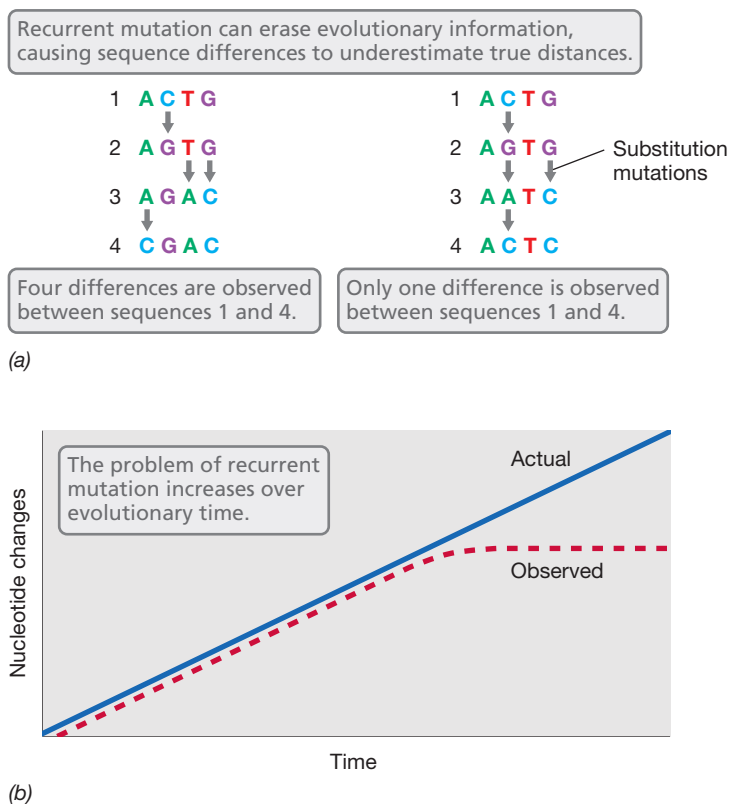 Recurrent mutation can erase evolutionary information,
causing sequence differences to underestimate true distances.
1 A C T G
2 A G T G
3 A G A C
4 C G A C
Four differences are observed
between sequences 1 and 4.
1 A C T G
2 A G T G
3 A A T C
4 A C T C
Substitution
mutations
Only one difference is observed
between sequences 1 and 4.
(a)
The problem of recurrent
mutation increases over
evolutionary time.
Actual
Observed
Nucleotide changes
Time
(b)